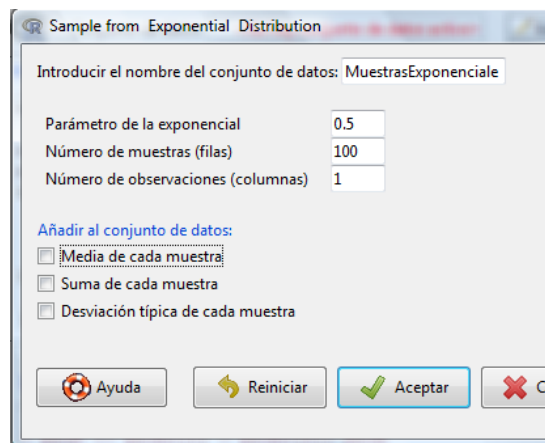 Sample from Exponential Distribution
Introducir el nombre del conjunto de datos: MuestrasExponenciale
Parámetro de la exponencial 0.5
Número de muestras (filas) 100
Número de observaciones (columnas) 1
Añadir al conjunto de datos:
Media de cada muestra
Suma de cada muestra
Desviación típica de cada muestra
Ayuda Reiniciar Aceptar C